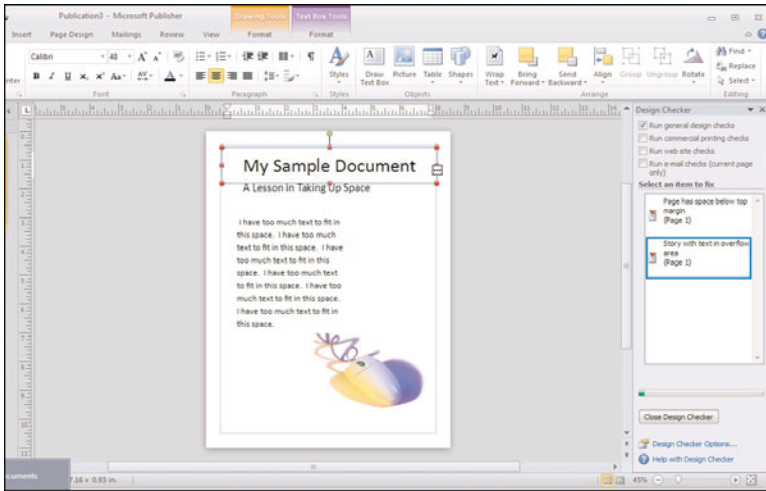 Publication3 - Microsoft Publisher
Drawing Tools
Text Box Tools
Insert
Page Design
Mailings
Review
View
Format
Format
Calibri
48
Styles
Draw
Text Box
Picture
Table
Shapes
Wrap
Text
Bring
Forward
Send
Backward
Align
Group
Ungroup
Rotate
Find
Replace
Select
Font
Paragraph
Styles
Objects
Arrange
Editing
My Sample Document
A Lesson in Taking Up Space
I have too much text to fit in
this space. I have too much
text to fit in this space. I have
too much text to fit in this
space. I have too much text
to fit in this space. I have too
much text to fit in this space.
I have too much text to fit in
this space.
Design Checker
Run general design checks
Run commercial printing checks
Run web site checks
Run e-mail checks (current page
only)
Select an item to fix
Page has space below top
margin
(Page 1)
Story with text in overflow
area
(Page 1)
Close Design Checker
Design Checker Options...
Help with Design Checker
7.16 x 0.93 in.
45%